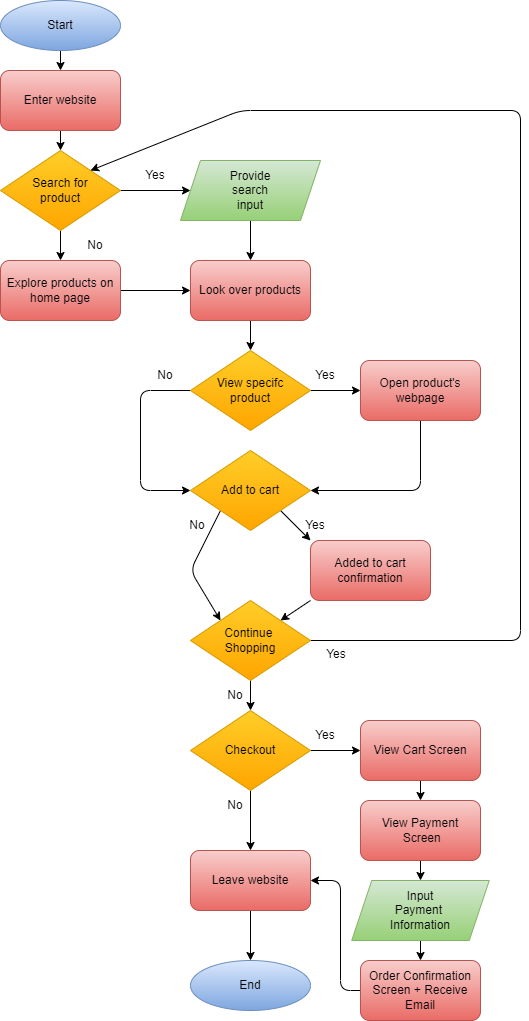 Start
Enter website
Search for
product
Yes
Provide
search
input
No
Explore products on
home page
Look over products
No
View specifc
product
Yes
Open product's
webpage
Add to cart
No
Yes
Added to cart
confirmation
Continue
Shopping
Yes
No
Checkout
Yes
View Cart Screen
No
View Payment
Screen
Leave website
Input
Payment
Information
End
Order Confirmation
Screen + Receive
Email